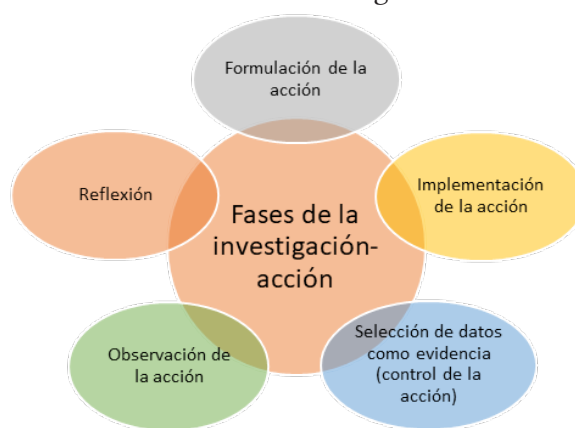 Formulación de la
acción
Implementación
de la acción
Selección de datos
como evidencia
(control de la
acción)
Observación de
la acción
Reflexión
Fases de la
investigación-
acción